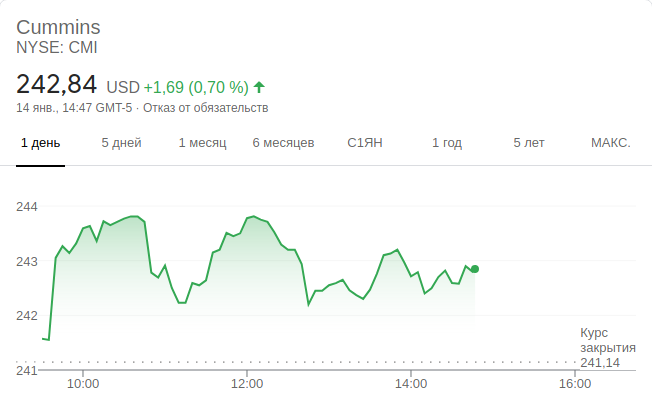 Cummins
NYSE: CMI
242,84 USD +1,69 (0,70 %)
14 янв., 14:47 GMT-5 · Отказ от обязательств
1 день 5 дней 1 месяц 6 месяцев С1ЯН 1 год 5 лет МАКС.
244
243
242
Курс
закрытия
241,14
241
10:00 12:00 14:00 16:00